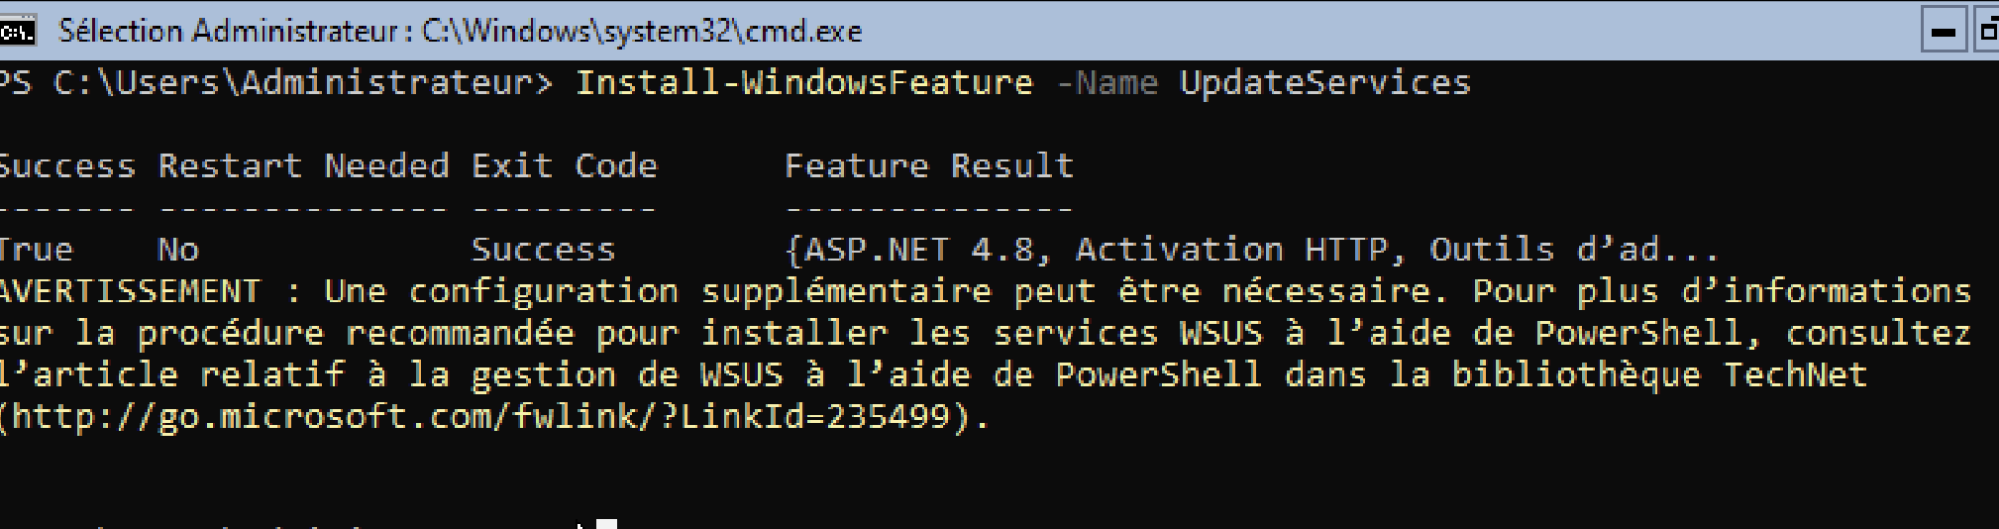 Sélection Administrateur : C:\Windows\system32\cmd.exe
PS C:\Users\Administrateur> Install-WindowsFeature -Name UpdateServices
Success Restart Needed Exit Code      Feature Result
------- -------------- ---------      --------------
True    No             Success        {ASP.NET 4.8, Activation HTTP, Outils d’ad...
AVERTISSEMENT : Une configuration supplémentaire peut être nécessaire. Pour plus d’informations
sur la procédure recommandée pour installer les services WSUS à l’aide de PowerShell, consultez
l’article relatif à la gestion de WSUS à l’aide de PowerShell dans la bibliothèque TechNet
(http://go.microsoft.com/fwlink/?LinkId=235499).